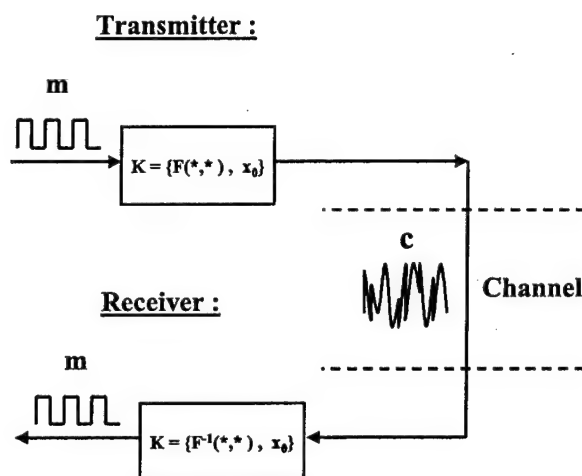 Transmitter :
m
K = {F(*,*) , x₀}
c
Channel
Receiver :
m
K = {F⁻¹(*,*) , x₀}